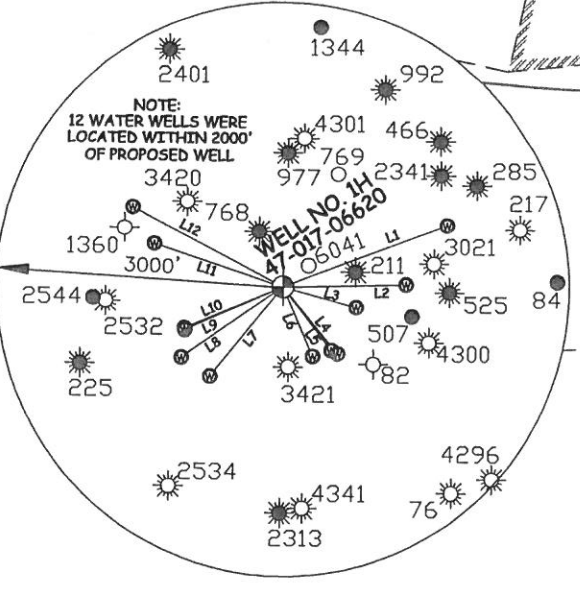 1344
2401
992
NOTE:
12 WATER WELLS WERE
LOCATED WITHIN 2000'
OF PROPOSED WELL
4301
466
977
769
2341
285
3420
768
217
WELL NO. 1H
47-017-06620
L12
L1
1360
6041
3021
3000'
L11
211
2544
L2
84
L3
525
2532
L10
L9
L8
L7
L6
L5
L4
507
4300
225
3421
82
2534
4341
4296
76
2313
W
W
W
W
W
W
W
W
W
W
W